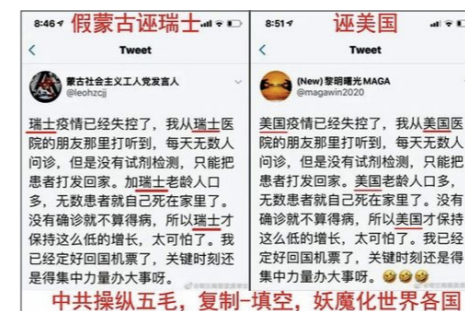 8:46 假蒙古诬瑞士
Tweet
蒙古社会主义工人党发言人
@leohzcjj
瑞士疫情已经失控了，我从瑞士医
院的朋友那里打听到，每天无数人
问诊，但是没有试剂检测，只能把
患者打发回家。加瑞士老龄人口
多，无数患者就自己死在家里了。
没有确诊就不算得病，所以瑞士才
保持这么低的增长，太可怕了。我
已经定好回国机票了，关键时刻还
是得集中力量办大事呀。
8:51 诬美国
Tweet
(New) 黎明曙光 MAGA
@magawin2020
美国疫情已经失控了，我从美国医
院的朋友那里打听到，每天无数人
问诊，但是没有试剂检测，只能把
患者打发回家。美国老龄人口多，
无数患者就自己死在家里了。没有
确诊就不算得病，所以美国才保持
这么低的增长，太可怕了。我已经
定好回国机票了，关键时刻还是得
集中力量办大事呀。🤣🤣🤣
中共操纵五毛，复制-填空，妖魔化世界各国